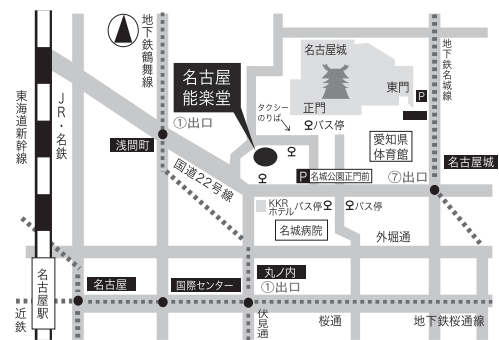 地下鉄鶴舞線
名古屋城
地下鉄名城線
東門
P
正門
バス停
名古屋
能楽堂
タクシー
のりば
①出口
浅間町
愛知県
体育館
名古屋城
⑦出口
P
名城公園正門前
東海道新幹線
JR・名鉄
国道22号線
KKR
ホテル
バス停
バス停
名城病院
外堀通
名古屋駅
名古屋
国際センター
丸ノ内
①出口
近鉄
伏見通
桜通
地下鉄桜通線